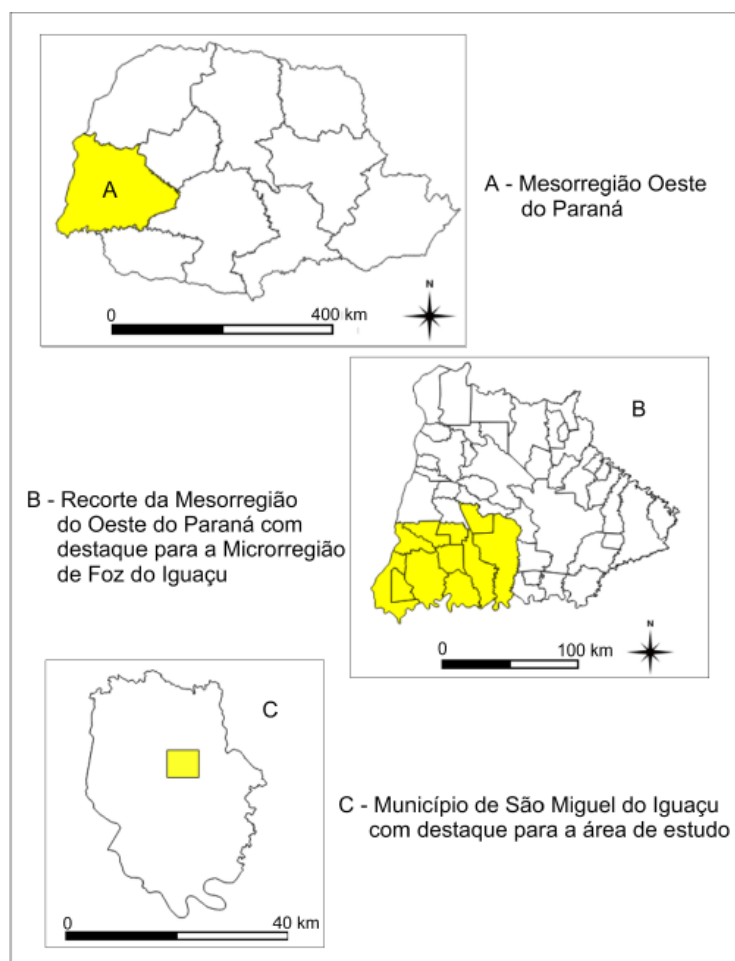 A
A - Mesorregião Oeste
do Paraná
N
0 400 km
B
B - Recorte da Mesorregião
do Oeste do Paraná com
destaque para a Microrregião
de Foz do Iguaçu
N
0 100 km
C
C - Município de São Miguel do Iguaçu
com destaque para a área de estudo
0 40 km